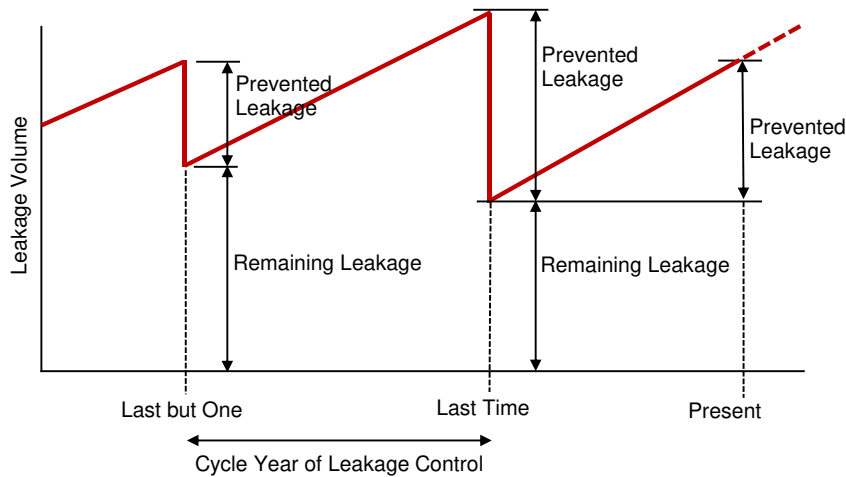 Prevented
Leakage
Prevented
Leakage
Prevented
Leakage
Leakage Volume
Remaining Leakage
Remaining Leakage
Last but One
Last Time
Present
Cycle Year of Leakage Control